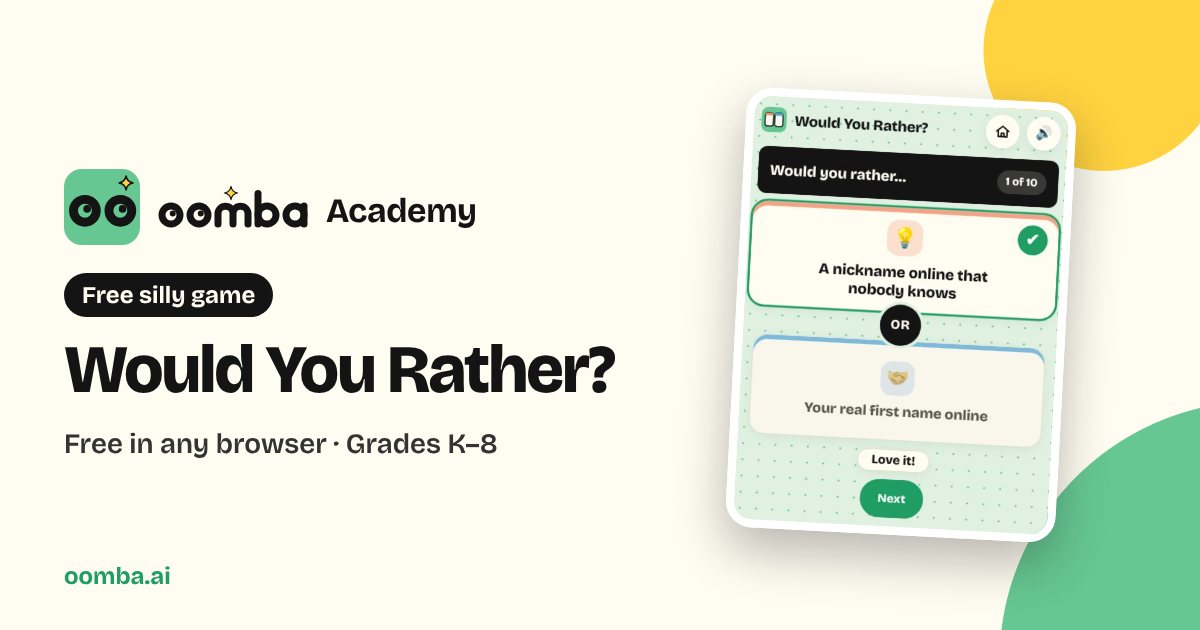 oomba Academy
Free silly game
Would You Rather?
Free in any browser · Grades K–8
oomba.ai
Would You Rather?
Would you rather...
1 of 10
A nickname online that
nobody knows
OR
Your real first name online
Love it!
Next